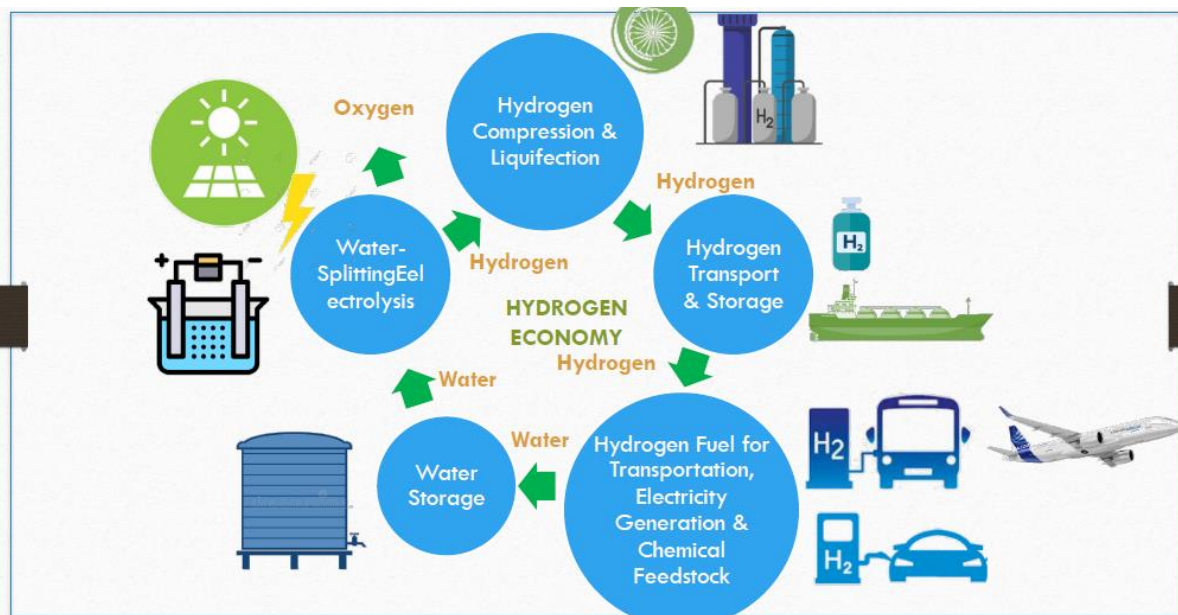 Oxygen
Hydrogen
Compression &
Liquifection
H2
Hydrogen
Hydrogen
Transport
& Storage
H2
Water-
SplittingEel
ectrolysis
Hydrogen
HYDROGEN
ECONOMY
Hydrogen
Water
Water
Water
Storage
Hydrogen Fuel for
Transportation,
Electricity
Generation &
Chemical
Feedstock
H2
H2